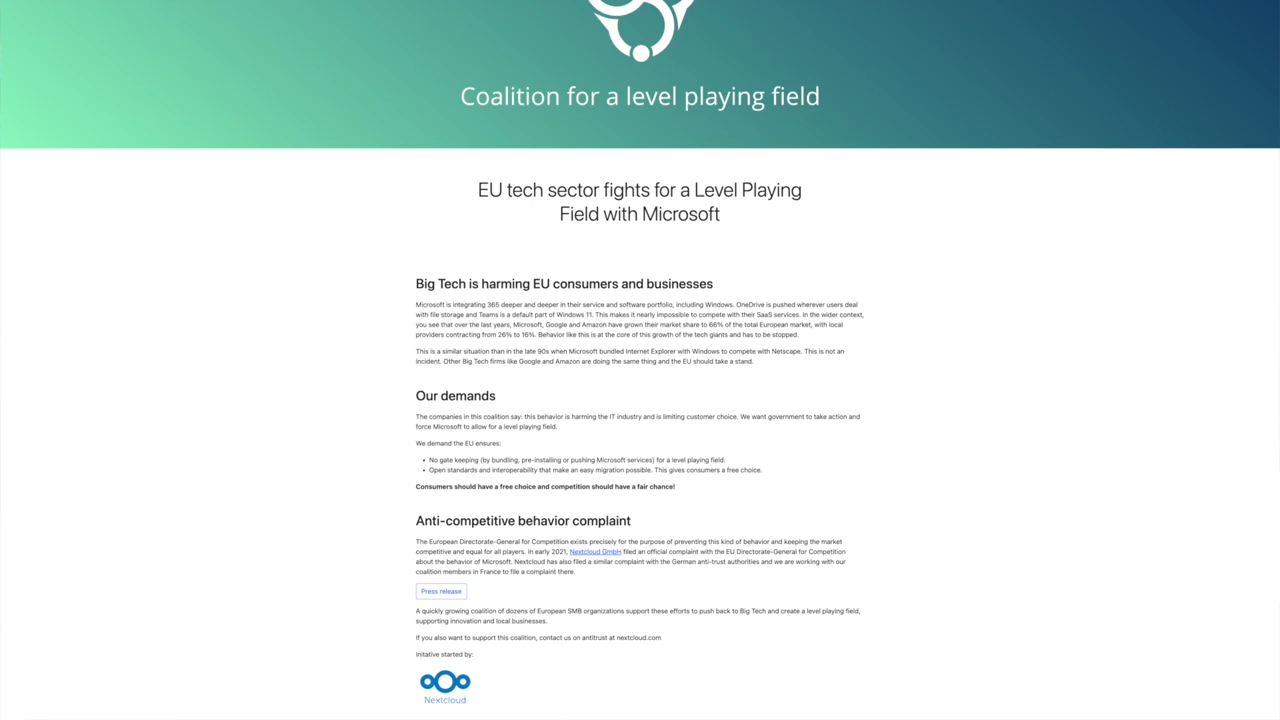 Coalition for a level playing field
EU tech sector fights for a Level Playing
Field with Microsoft
Big Tech is harming EU consumers and businesses
Microsoft is integrating 365 deeper and deeper in their service and software portfolio, including Windows. OneDrive is pushed wherever users deal
with file storage and Teams is a default part of Windows 11. This makes it nearly impossible to compete with their SaaS services. In the wider context,
you see that over the last years, Microsoft, Google and Amazon have grown their market share to 66% of the total European market, with local
providers contracting from 26% to 16%. Behavior like this is at the core of this growth of the tech giants and has to be stopped.
This is a similar situation than in the late 90s when Microsoft bundled Internet Explorer with Windows to compete with Netscape. This is not an
incident. Other Big Tech firms like Google and Amazon are doing the same thing and the EU should take a stand.
Our demands
The companies in this coalition say: this behavior is harming the IT industry and is limiting customer choice. We want government to take action and
force Microsoft to allow for a level playing field.
We demand the EU ensures:
• No gate keeping (by bundling, pre-installing or pushing Microsoft services) for a level playing field.
• Open standards and interoperability that make an easy migration possible. This gives consumers a free choice.
Consumers should have a free choice and competition should have a fair chance!
Anti-competitive behavior complaint
The European Directorate-General for Competition exists precisely for the purpose of preventing this kind of behavior and keeping the market
competitive and equal for all players. In early 2021, Nextcloud GmbH filed an official complaint with the EU Directorate-General for Competition
about the behavior of Microsoft. Nextcloud has also filed a similar complaint with the German anti-trust authorities and we are working with our
coalition members in France to file a complaint there.
Press release
A quickly growing coalition of dozens of European SMB organizations support these efforts to push back to Big Tech and create a level playing field,
supporting innovation and local businesses.
If you also want to support this coalition, contact us on antitrust at nextcloud.com
Initative started by:
Nextcloud